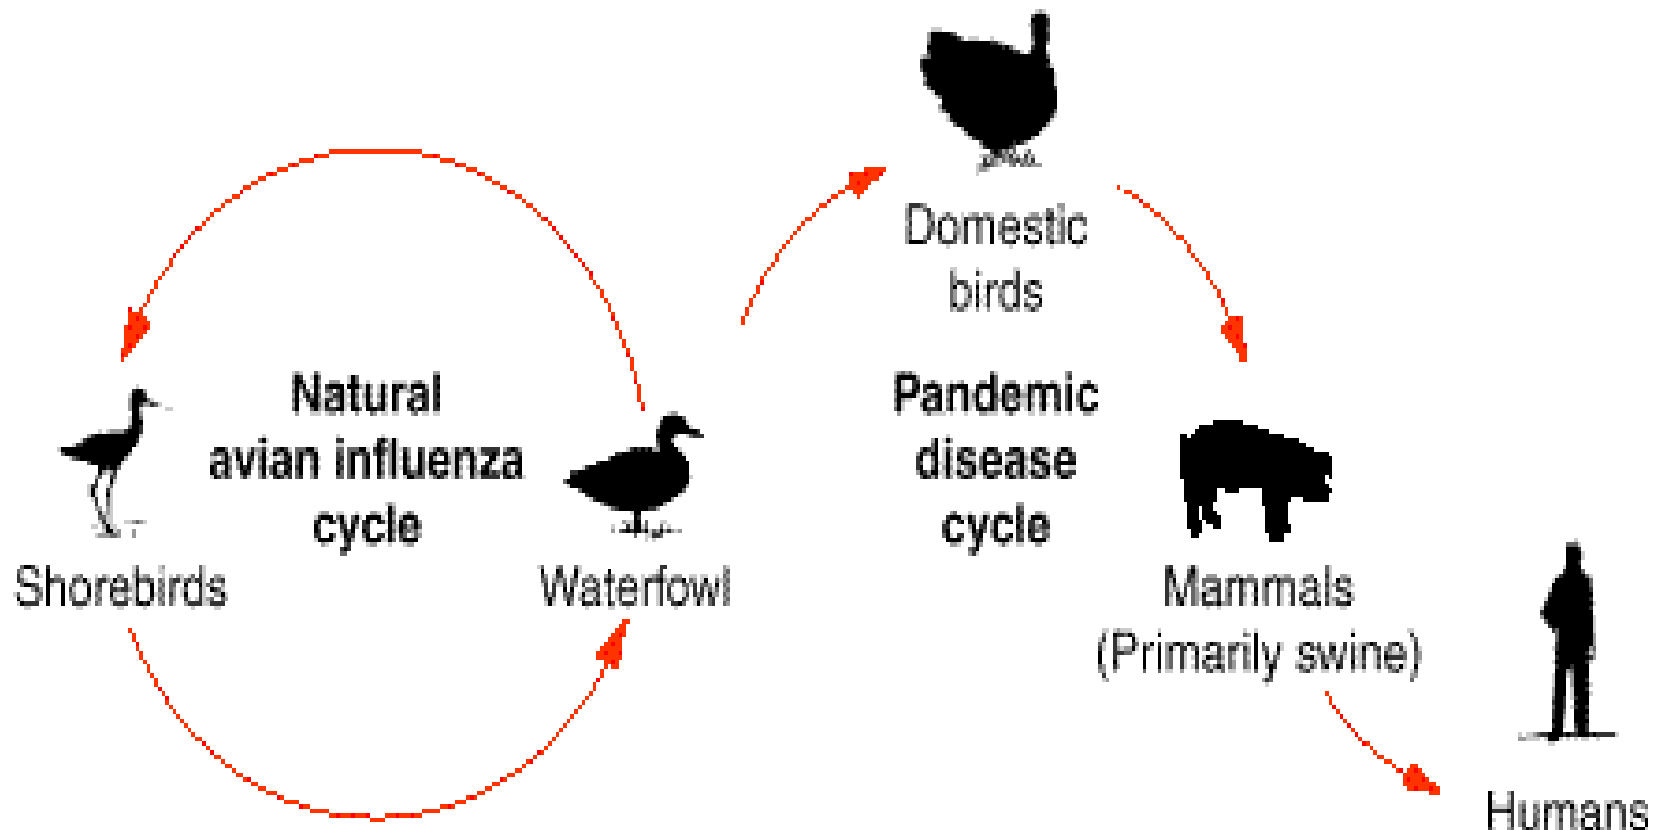 Domestic
birds
Natural
avian influenza
cycle
Pandemic
disease
cycle
Shorebirds
Waterfowl
Mammals
(Primarily swine)
Humans